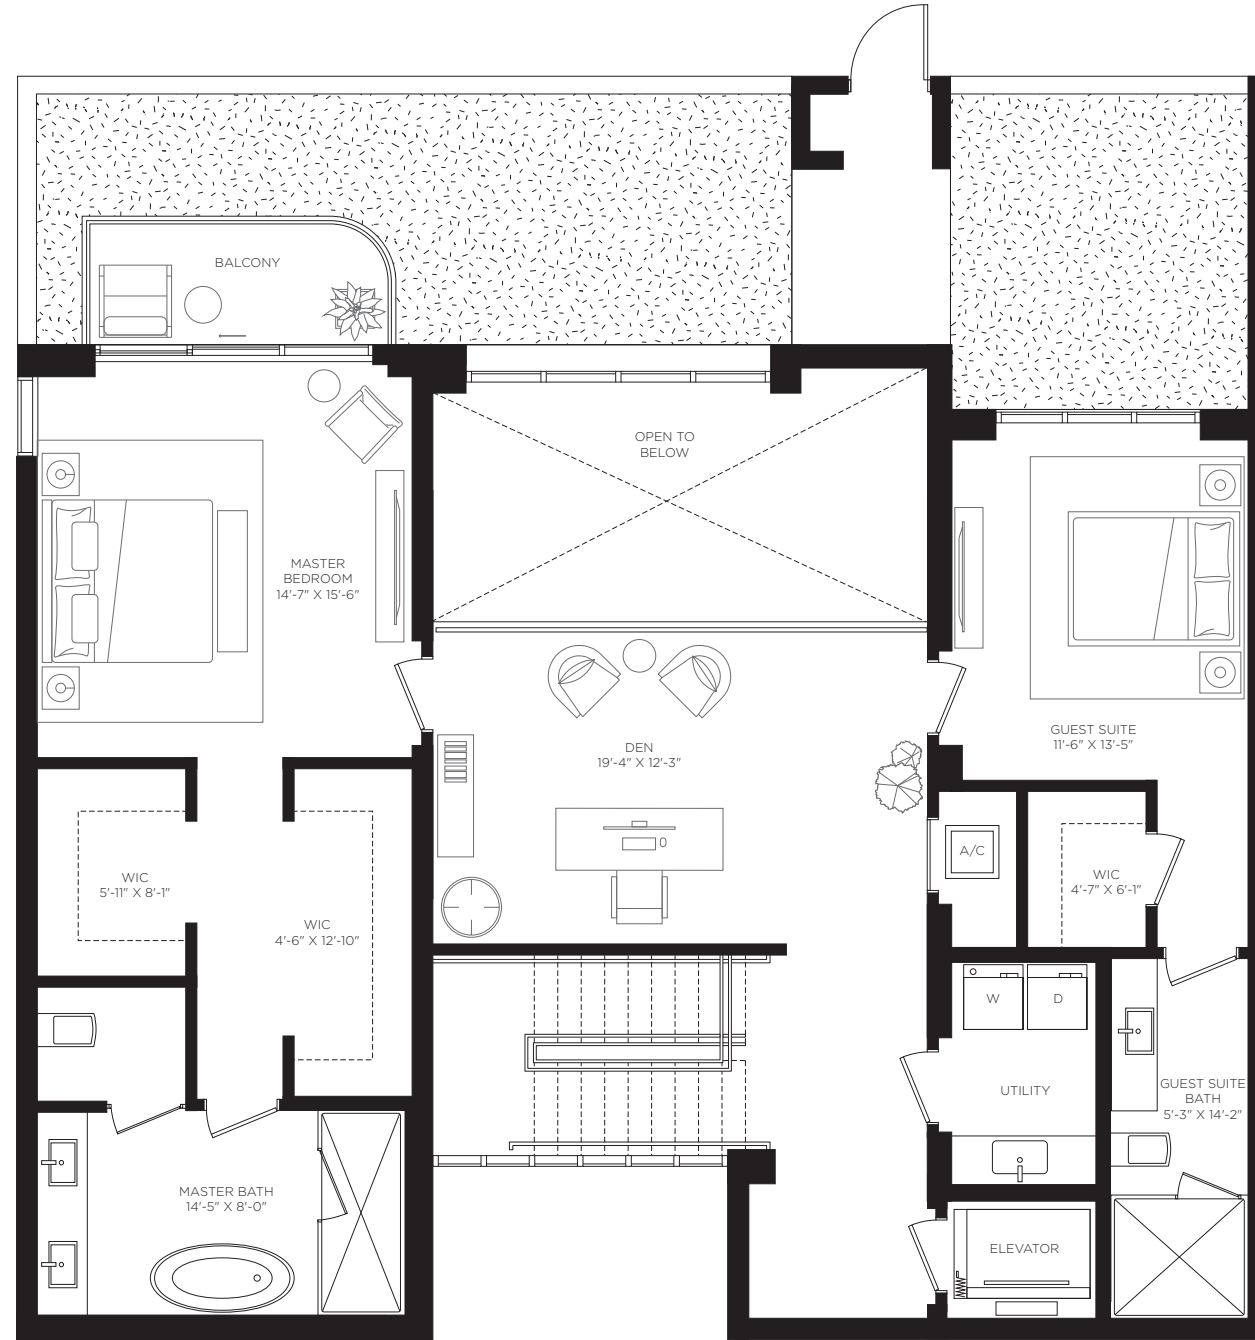 BALCONY
OPEN TO
BELOW
MASTER
BEDROOM
14'-7" X 15'-6"
GUEST SUITE
11'-6" X 13'-5"
DEN
19'-4" X 12'-3"
A/C
WIC
5'-11" X 8'-1"
WIC
4'-7" X 6'-1"
WIC
4'-6" X 12'-10"
W
D
UTILITY
GUEST SUITE
BATH
5'-3" X 14'-2"
MASTER BATH
14'-5" X 8'-0"
ELEVATOR